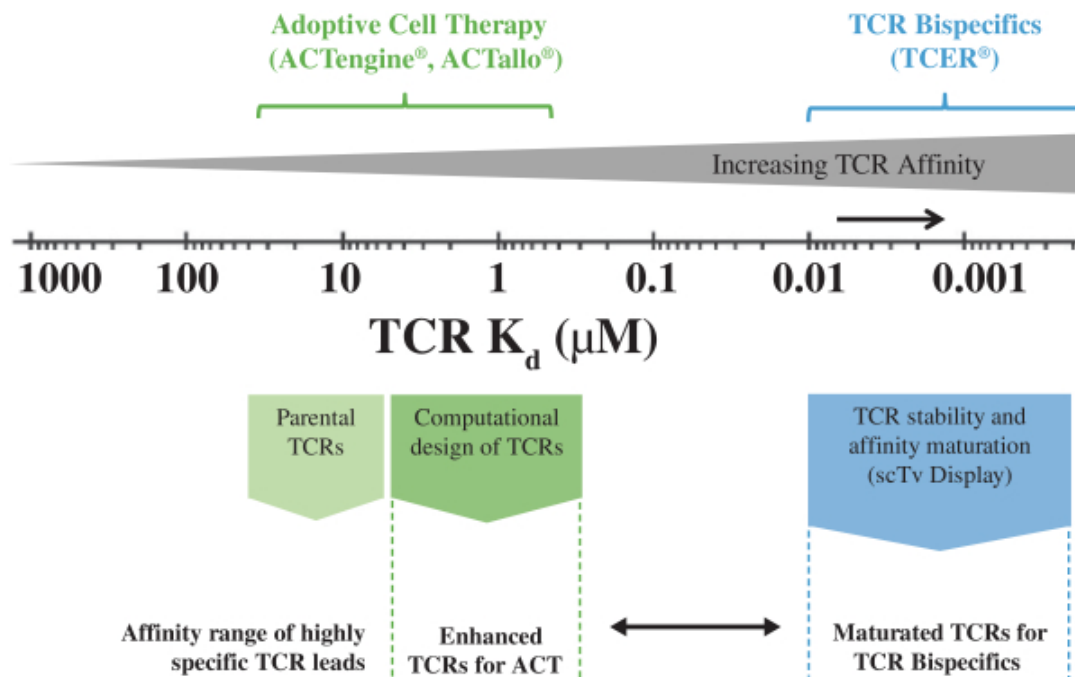 Adoptive Cell Therapy
(ACTengine®, ACTallo®)
TCR Bispecifics
(TCER®)
Increasing TCR Affinity
1000 100 10 1 0.1 0.01 0.001
TCR Kd (μM)
Parental
TCRs
Computational
design of TCRs
TCR stability and
affinity maturation
(scTv Display)
Affinity range of highly
specific TCR leads
Enhanced
TCRs for ACT
Maturated TCRs for
TCR Bispecifics